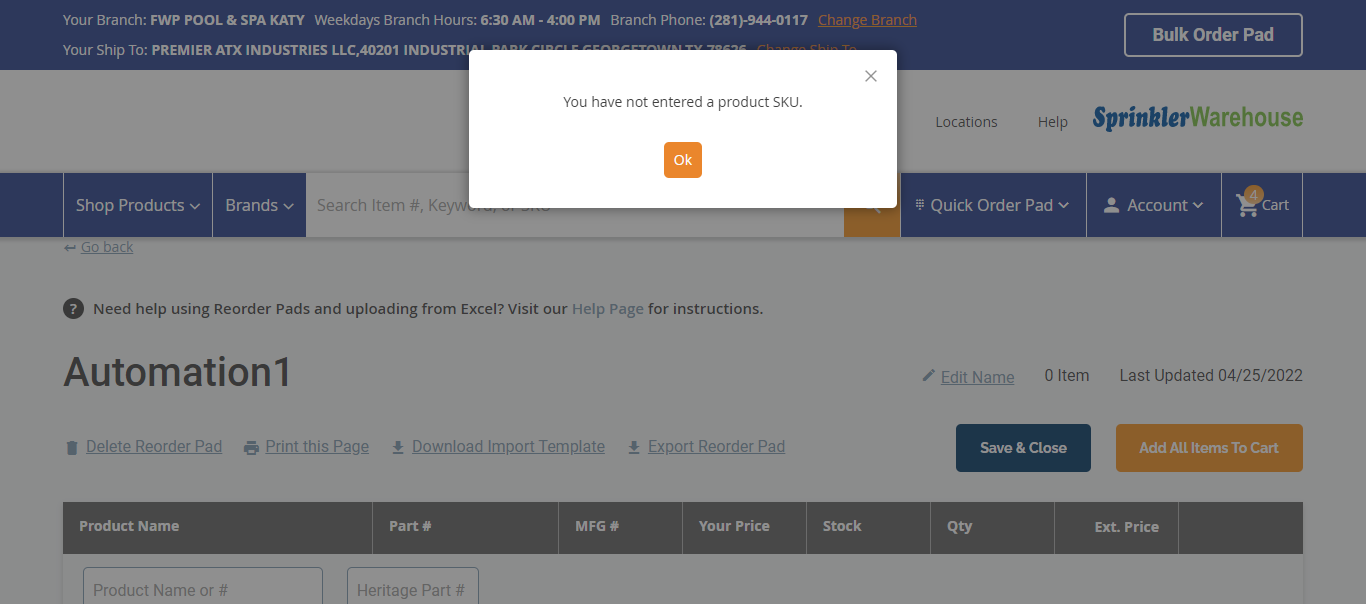 Your Branch: FWP POOL & SPA KATY Weekdays Branch Hours: 6:30 AM - 4:00 PM Branch Phone: (281)-944-0117 Change Branch
Your Ship To: PREMIER ATX INDUSTRIES LLC,40201 INDUSTRIAL PARK CIRCLE GEORGETOWN TX 78626 Change Ship To
Bulk Order Pad
You have not entered a product SKU.
Ok
Locations Help SprinklerWarehouse
Shop Products Brands Search Item #, Keyword, or SKU Quick Order Pad Account 4 Cart
Go back
? Need help using Reorder Pads and uploading from Excel? Visit our Help Page for instructions.
Automation1 Edit Name 0 Item Last Updated 04/25/2022
Delete Reorder Pad Print this Page Download Import Template Export Reorder Pad Save & Close Add All Items To Cart
Product Name Part # MFG # Your Price Stock Qty Ext. Price
Product Name or # Heritage Part #